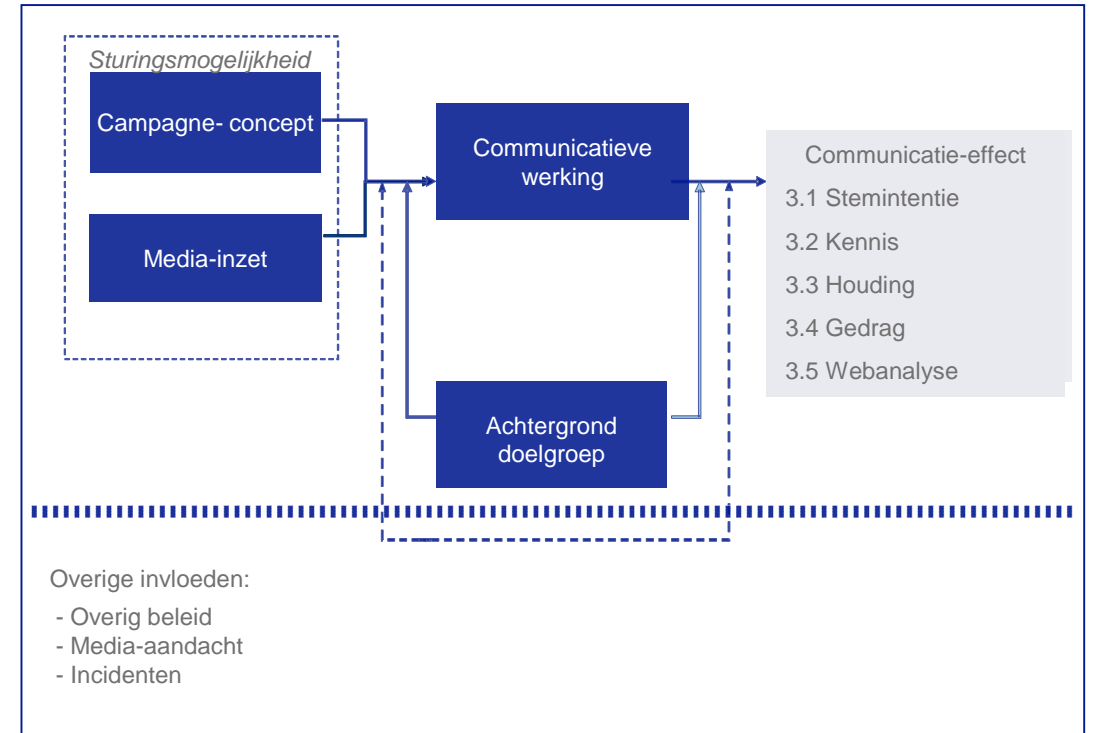 Sturingsmogelijkheid
Campagne- concept
Media-inzet
Communicatieve
werking
Achtergrond
doelgroep
Communicatie-effect
3.1 Stemintentie
3.2 Kennis
3.3 Houding
3.4 Gedrag
3.5 Webanalyse
Overige invloeden:
- Overig beleid
- Media-aandacht
- Incidenten